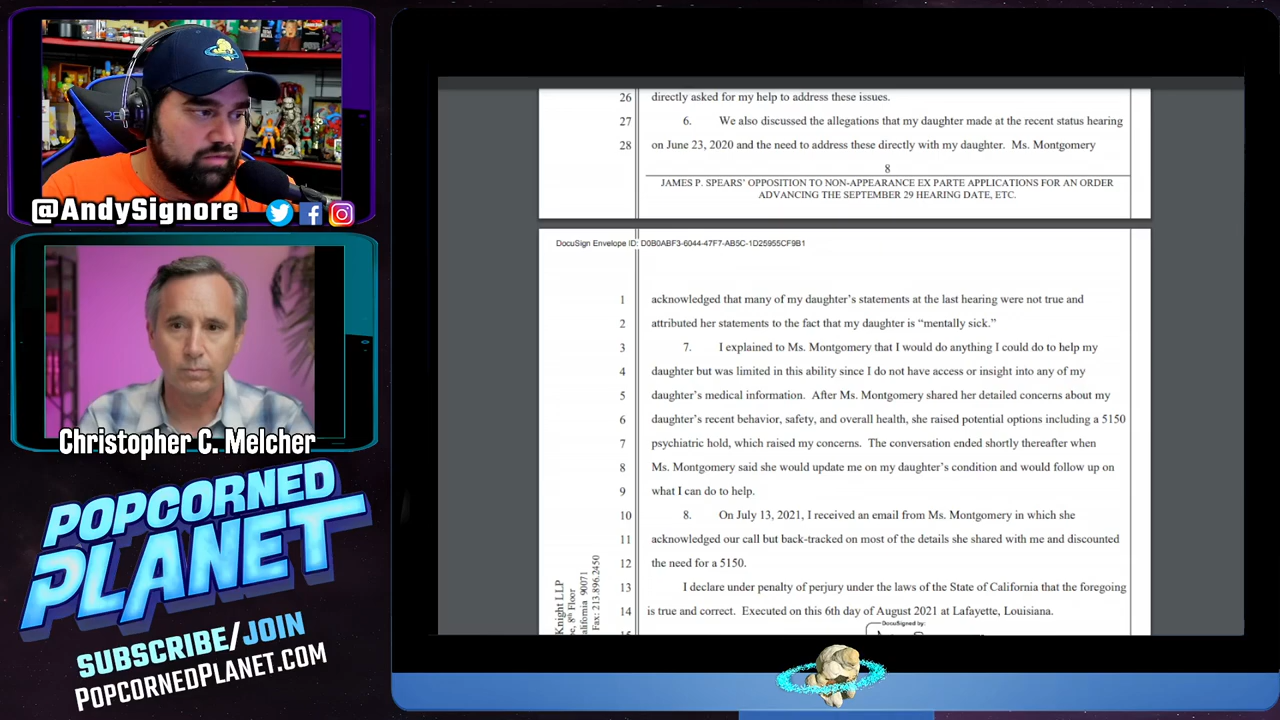 @AndySignore
Christopher C. Melcher
POPCORNED
PLANET
SUBSCRIBE/JOIN
POPCORNEDPLANET.COM
26 directly asked for my help to address these issues.
27 6. We also discussed the allegations that my daughter made at the recent status hearing
28 on June 23, 2020 and the need to address these directly with my daughter. Ms. Montgomery
8
JAMES P. SPEARS' OPPOSITION TO NON-APPEARANCE EX PARTE APPLICATIONS FOR AN ORDER
ADVANCING THE SEPTEMBER 29 HEARING DATE, ETC.
DocuSign Envelope ID: D0B0ABF3-6044-47F7-AB5C-1D25955CF9B1
1 acknowledged that many of my daughter's statements at the last hearing were not true and
2 attributed her statements to the fact that my daughter is "mentally sick."
3 7. I explained to Ms. Montgomery that I would do anything I could do to help my
4 daughter but was limited in this ability since I do not have access or insight into any of my
5 daughter's medical information. After Ms. Montgomery shared her detailed concerns about my
6 daughter's recent behavior, safety, and overall health, she raised potential options including a 5150
7 psychiatric hold, which raised my concerns. The conversation ended shortly thereafter when
8 Ms. Montgomery said she would update me on my daughter's condition and would follow up on
9 what I can do to help.
10 8. On July 13, 2021, I received an email from Ms. Montgomery in which she
11 acknowledged our call but back-tracked on most of the details she shared with me and discounted
12 the need for a 5150.
13 I declare under penalty of perjury under the laws of the State of California that the foregoing
14 is true and correct. Executed on this 6th day of August 2021 at Lafayette, Louisiana.
DocuSigned by:
Knight LLP
8th Floor
90071
Fax: 213.896.2450